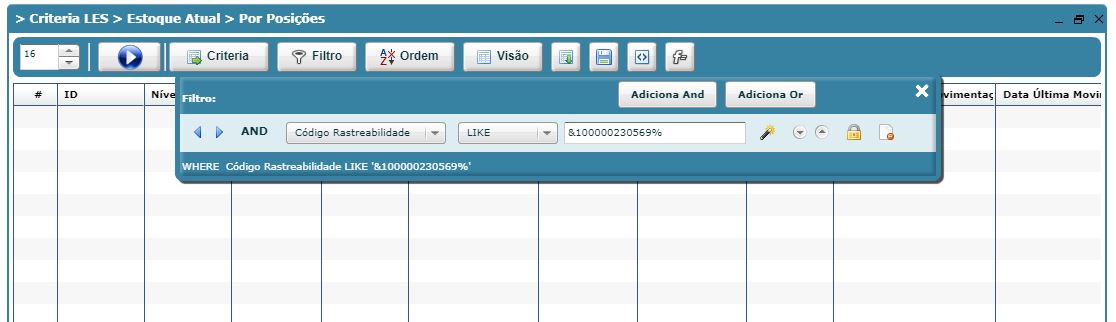 > Criteria LES > Estoque Atual > Por Posições
16 Criteria Filtro AZ Ordem Visão
# ID Níve vimentaç Data Última Movi
Filtro: Adiciona And Adiciona Or
AND Código Rastreabilidade LIKE &100000230569%
WHERE Código Rastreabilidade LIKE '&100000230569%'